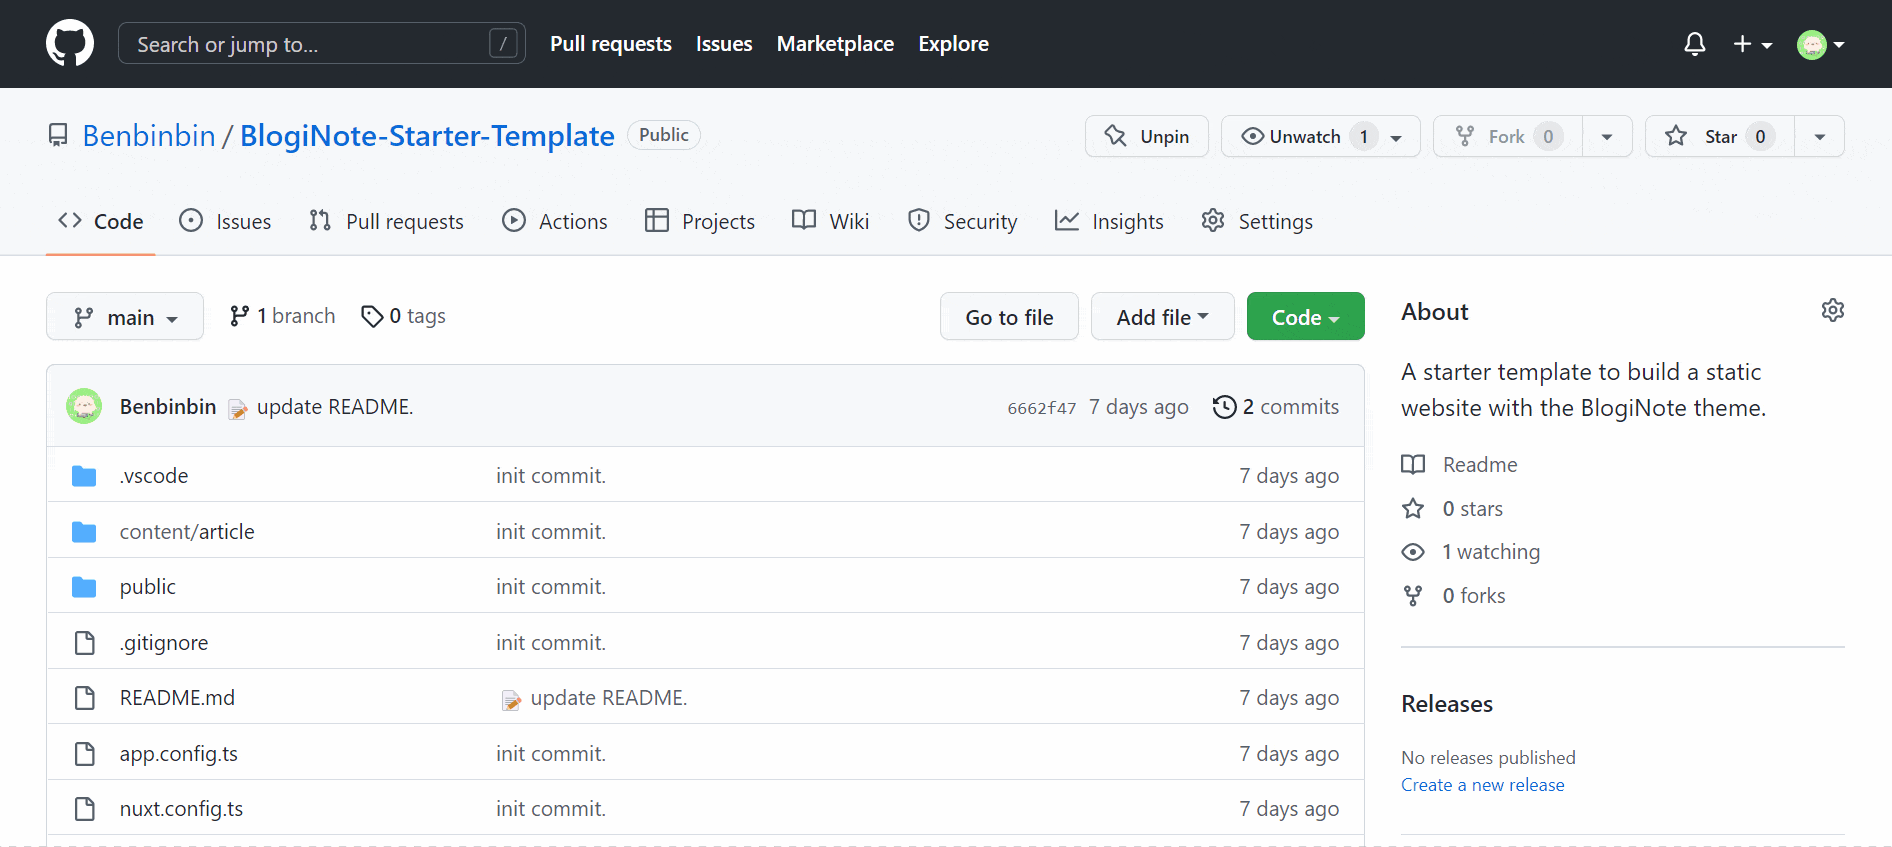 Search or jump to... / Pull requests Issues Marketplace Explore
Benbinbin / BlogiNote-Starter-Template Public Unpin Unwatch 1 Fork 0 Star 0
Code Issues Pull requests Actions Projects Wiki Security Insights Settings
main 1 branch 0 tags Go to file Add file Code
Benbinbin update README. 6662f47 7 days ago 2 commits
.vscode init commit. 7 days ago
content/article init commit. 7 days ago
public init commit. 7 days ago
.gitignore init commit. 7 days ago
README.md update README. 7 days ago
app.config.ts init commit. 7 days ago
nuxt.config.ts init commit. 7 days ago
About
A starter template to build a static
website with the BlogiNote theme.
Readme
0 stars
1 watching
0 forks
Releases
No releases published
Create a new release